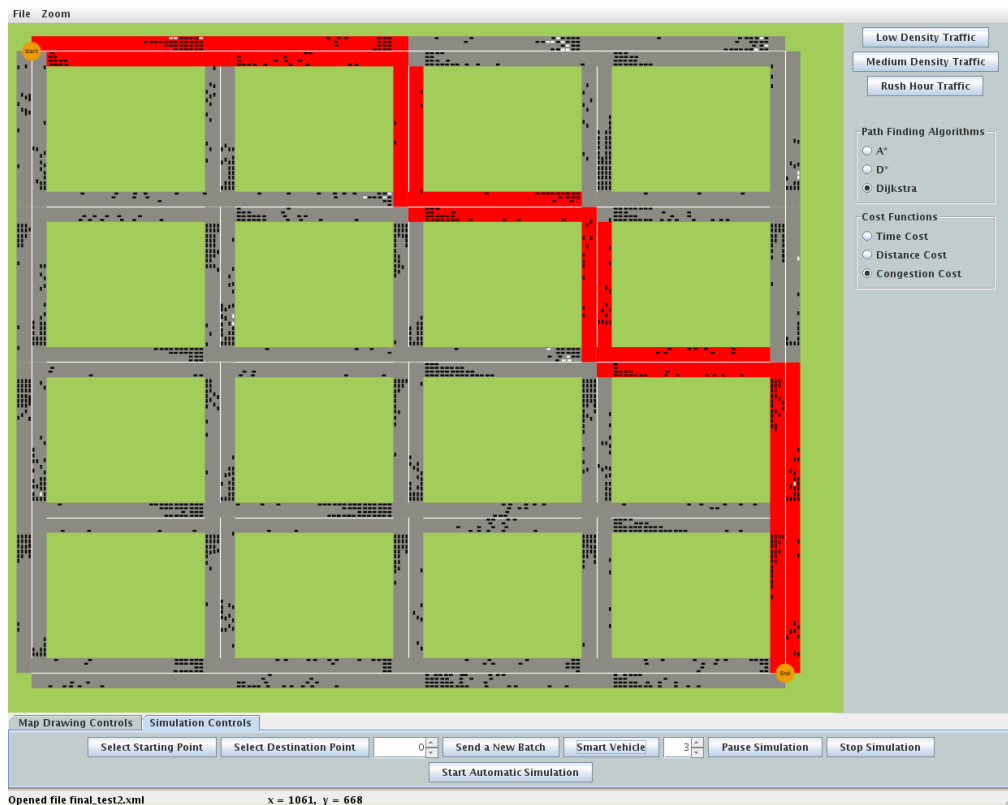 File Zoom
Start
Low Density Traffic
Medium Density Traffic
Rush Hour Traffic
Path Finding Algorithms
A*
D*
Dijkstra
Cost Functions
Time Cost
Distance Cost
Congestion Cost
End
Map Drawing Controls Simulation Controls
Select Starting Point Select Destination Point 0 Send a New Batch Smart Vehicle 3 Pause Simulation Stop Simulation
Start Automatic Simulation
Opened file final_test2.xml x = 1061, y = 668